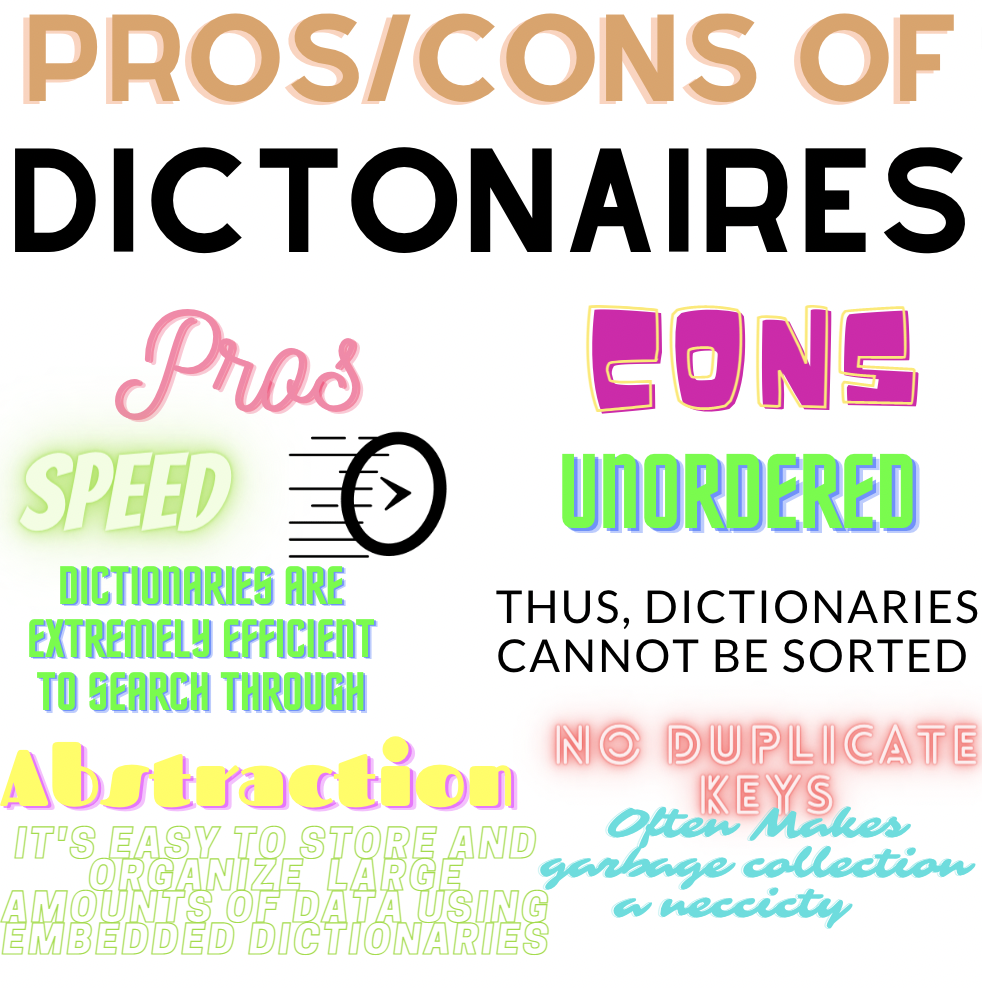 PROS/CONS OF
DICTONAIRES
Pros
SPEED
DICTIONARIES ARE
EXTREMELY EFFICIENT
TO SEARCH THROUGH
Abstraction
IT'S EASY TO STORE AND
ORGANIZE LARGE
AMOUNTS OF DATA USING
EMBEDDED DICTIONARIES
CONS
UNORDERED
THUS, DICTIONARIES
CANNOT BE SORTED
NO DUPLICATE
KEYS
Often Makes
garbage collection
a neccicty